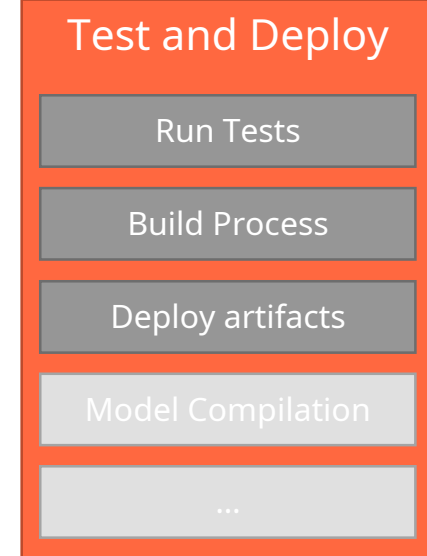 Test and Deploy
Run Tests
Build Process
Deploy artifacts
Model Compilation
...